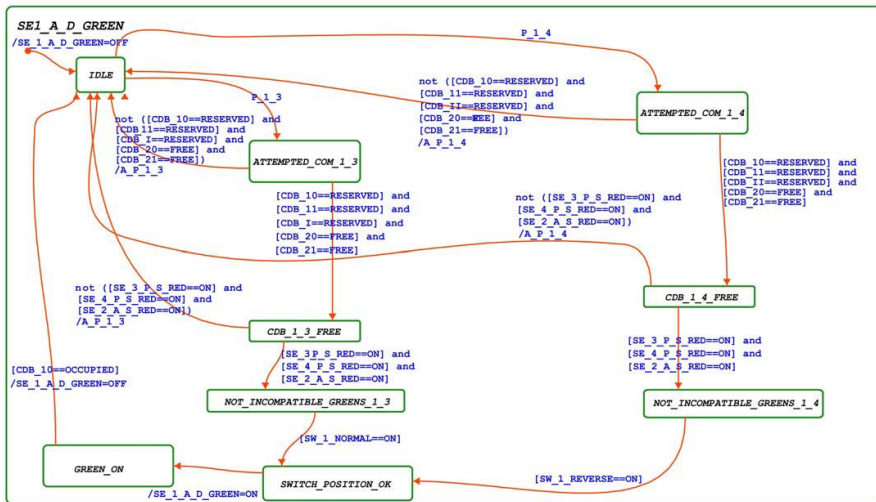 SE1_A_D_GREEN
/SE_1_A_D_GREEN=OFF
IDLE
P_1_4
P_1_3
not ([CDB_10==RESERVED] and
[CDB_11==RESERVED] and
[CDB_II==RESERVED] and
[CDB_20==FREE] and
[CDB_21==FREE])
/A_P_1_4
ATTEMPTED_COM_1_4
not ([CDB_10==RESERVED] and
[CDB_11==RESERVED] and
[CDB_I==RESERVED] and
[CDB_20==FREE] and
[CDB_21==FREE])
/A_P_1_3
ATTEMPTED_COM_1_3
[CDB_10==RESERVED] and
[CDB_11==RESERVED] and
[CDB_II==RESERVED] and
[CDB_20==FREE] and
[CDB_21==FREE]
[CDB_10==RESERVED] and
[CDB_11==RESERVED] and
[CDB_I==RESERVED] and
[CDB_20==FREE] and
[CDB_21==FREE]
not ([SE_3_P_S_RED==ON] and
[SE_4_P_S_RED==ON] and
[SE_2_A_S_RED==ON])
/A_P_1_4
not ([SE_3_P_S_RED==ON] and
[SE_4_P_S_RED==ON] and
[SE_2_A_S_RED==ON])
/A_P_1_3
CDB_1_4_FREE
CDB_1_3_FREE
[SE_3P_S_RED==ON] and
[SE_4_P_S_RED==ON] and
[SE_2_A_S_RED==ON]
[SE_3_P_S_RED==ON] and
[SE_4_P_S_RED==ON] and
[SE_2_A_S_RED==ON]
[CDB_10==OCCUPIED]
/SE_1_A_D_GREEN=OFF
NOT_INCOMPATIBLE_GREENS_1_3
NOT_INCOMPATIBLE_GREENS_1_4
[SW_1_NORMAL==ON]
GREEN_ON
[SW_1_REVERSE==ON]
SWITCH_POSITION_OK
/SE_1_A_D_GREEN=ON